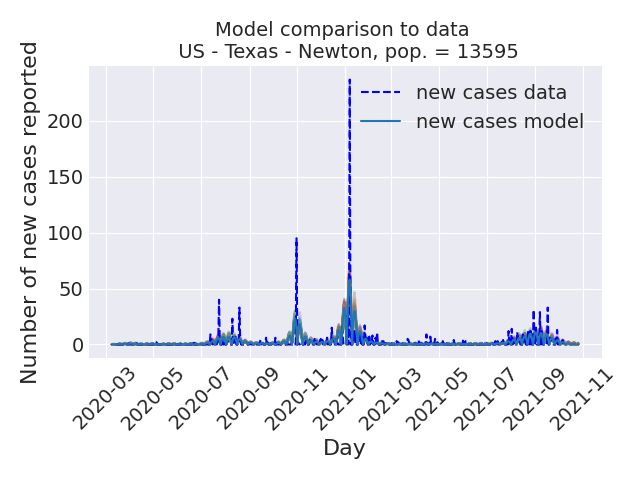 Model comparison to data
US - Texas - Newton, pop. = 13595
new cases data
new cases model
Number of new cases reported
200
150
100
50
0
2020-03
2020-05
2020-07
2020-09
2020-11
2021-01
2021-03
2021-05
2021-07
2021-09
2021-11
Day